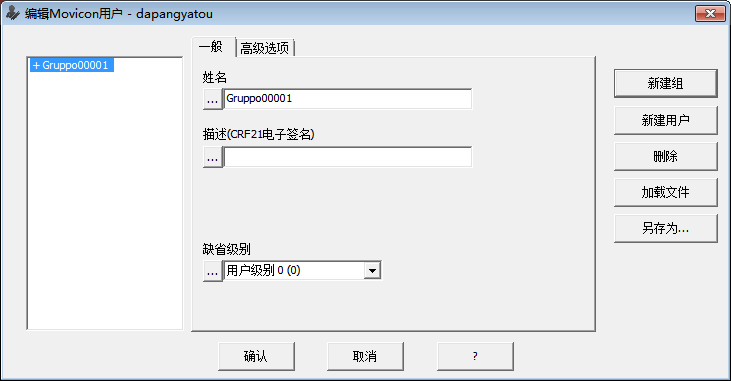 编辑Movicon用户 - dapangyatou
+ Gruppo00001
一般
高级选项
姓名
... Gruppo00001
描述(CRF21电子签名)
...
缺省级别
... 用户级别 0 (0)
新建组
新建用户
删除
加载文件
另存为...
确认
取消
?